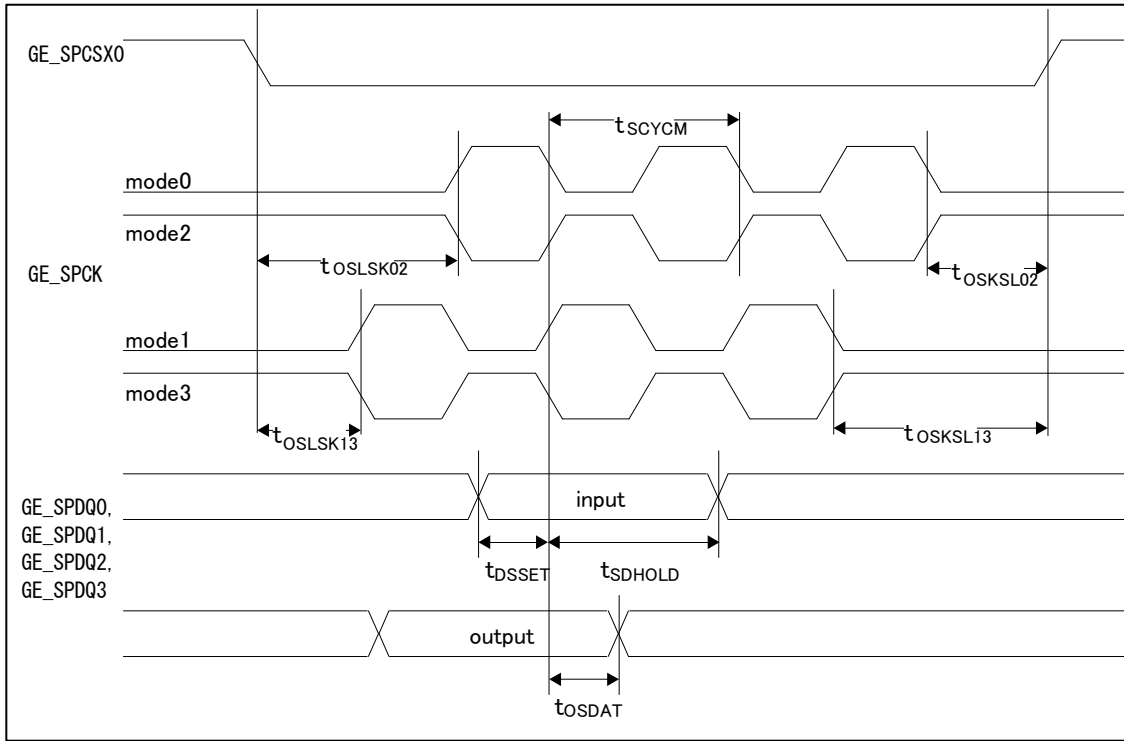 GE_SPCSX0
tSCYCM
mode0
mode2
tOSLSK02
tOSKSL02
GE_SPCK
mode1
mode3
tOSLSK13
tOSKSL13
GE_SPDQ0,
GE_SPDQ1,
GE_SPDQ2,
GE_SPDQ3
input
tDSSET
tSDHOLD
output
tOSDAT